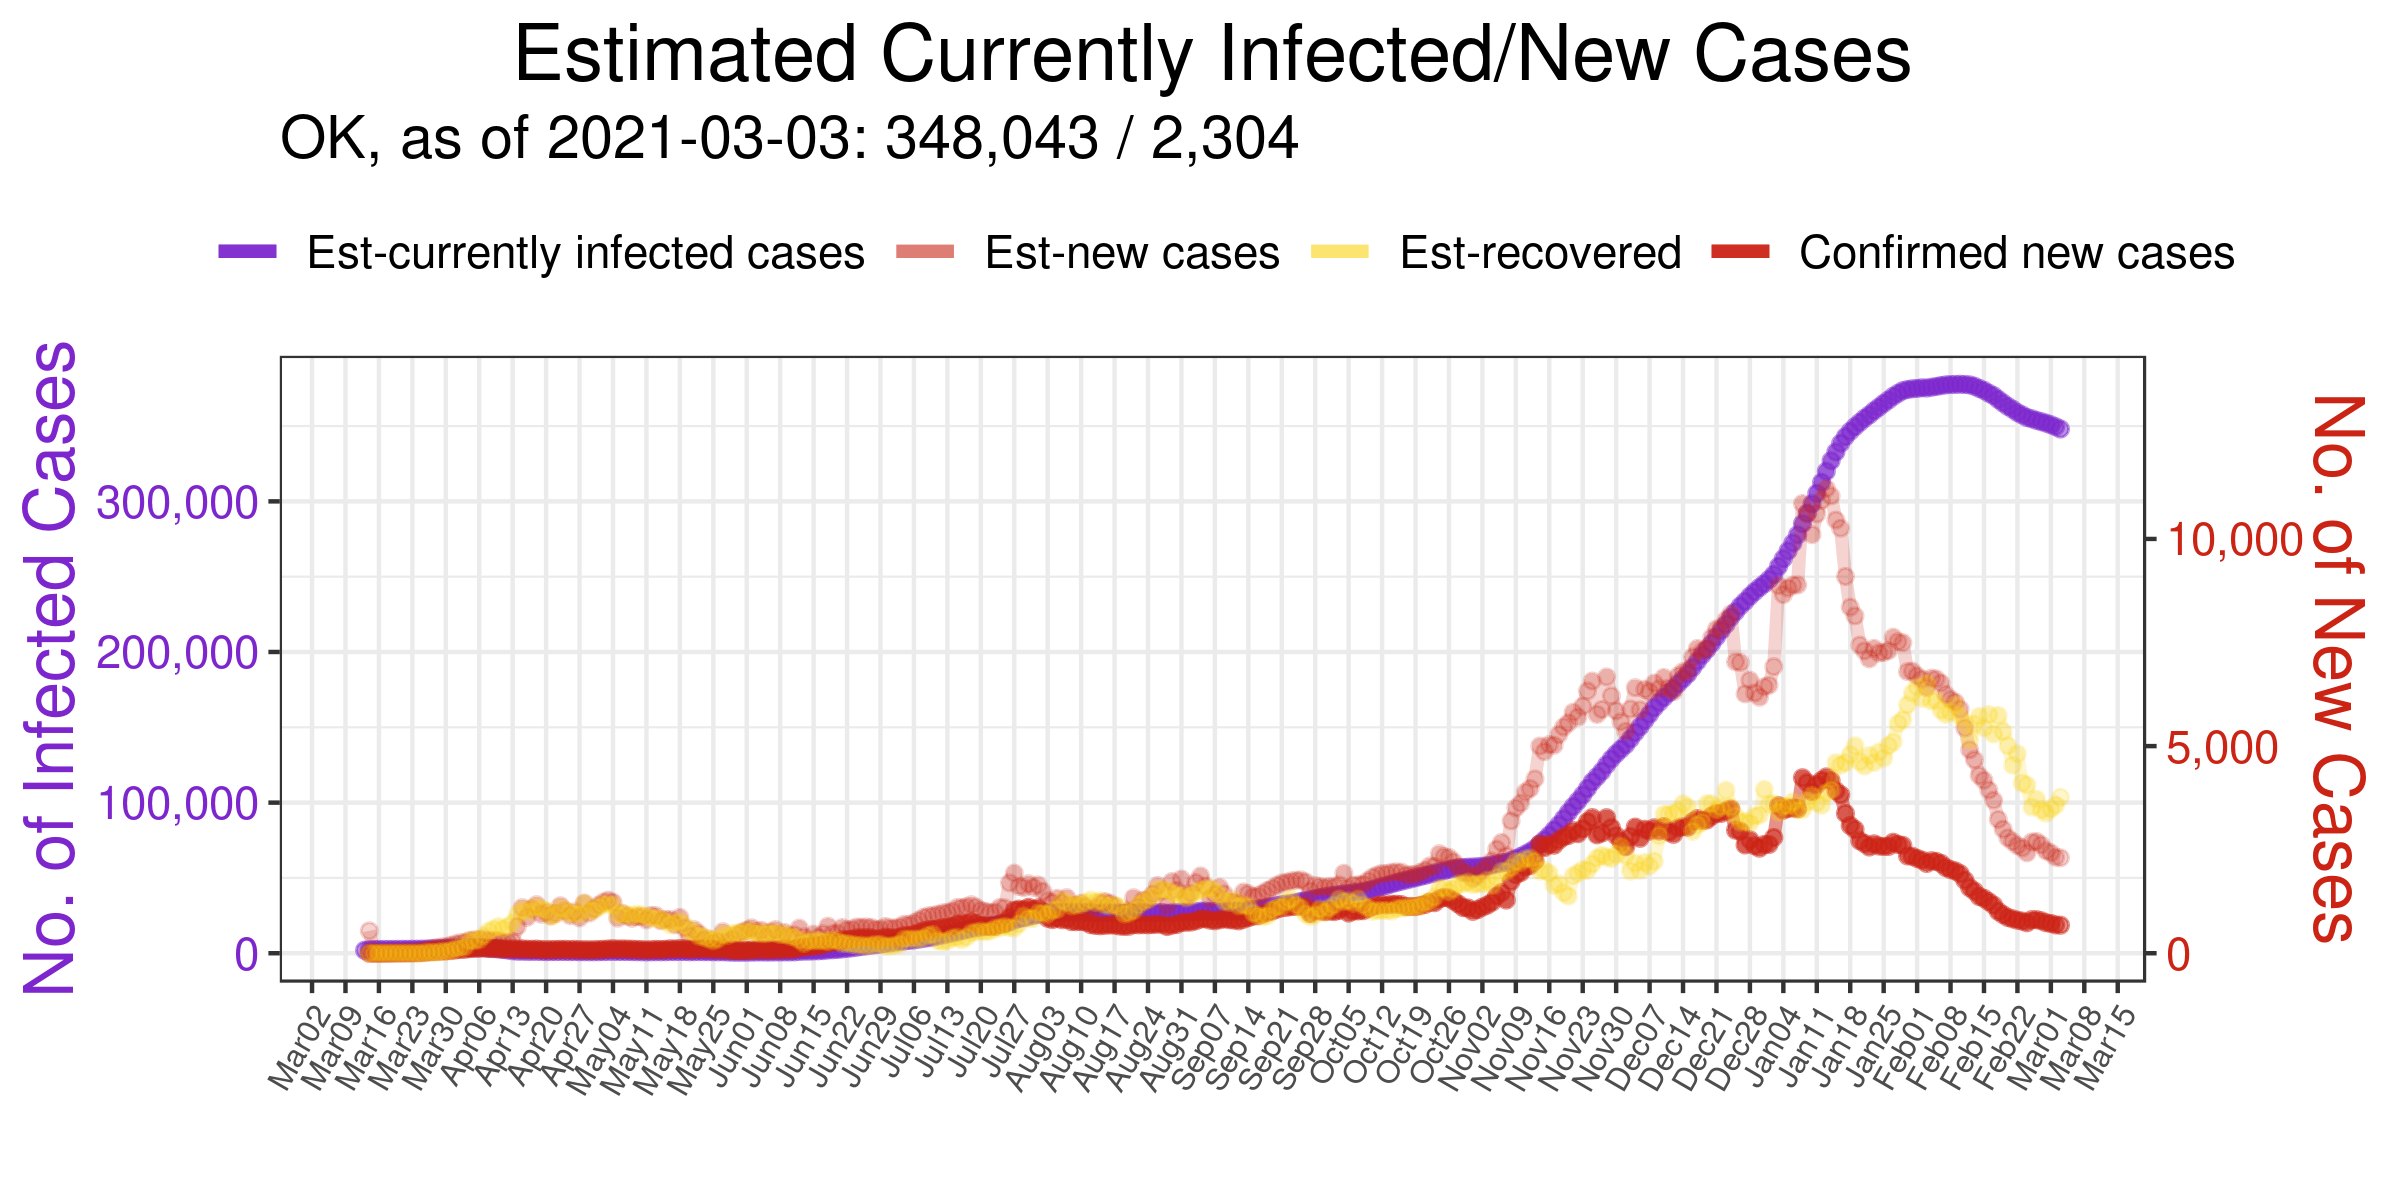 Estimated Currently Infected/New Cases
OK, as of 2021-03-03: 348,043 / 2,304
Est-currently infected cases Est-new cases Est-recovered Confirmed new cases
No. of Infected Cases
300,000
200,000
100,000
0
10,000
5,000
0
No. of New Cases
Mar02 Mar09 Mar16 Mar23 Mar30 Apr06 Apr13 Apr20 Apr27 May04 May11 May18 May25 Jun01 Jun08 Jun15 Jun22 Jun29 Jul06 Jul13 Jul20 Jul27 Aug03 Aug10 Aug17 Aug24 Aug31 Sep07 Sep14 Sep21 Sep28 Oct05 Oct12 Oct19 Oct26 Nov02 Nov09 Nov16 Nov23 Nov30 Dec07 Dec14 Dec21 Dec28 Jan04 Jan11 Jan18 Jan25 Feb01 Feb08 Feb15 Feb22 Mar01 Mar08 Mar15